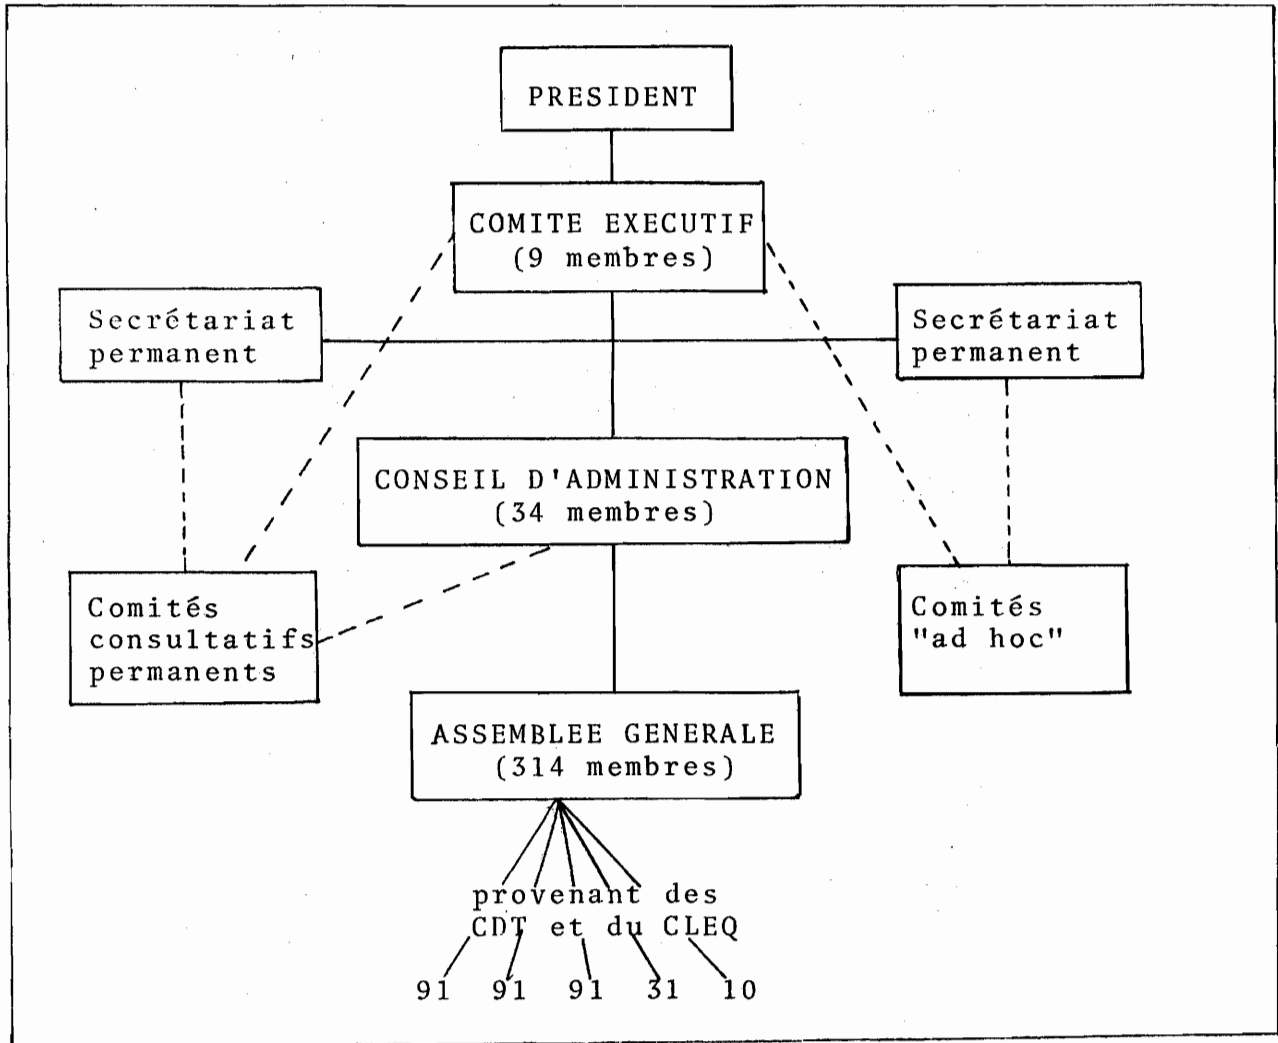 PRESIDENT
COMITE EXECUTIF
(9 membres)
Secrétariat
permanent
Secrétariat
permanent
CONSEIL D'ADMINISTRATION
(34 membres)
Comités
consultatifs
permanents
Comités
"ad hoc"
ASSEMBLEE GENERALE
(314 membres)
provenant des
CDT et du CLEQ
91 91 91 31 10